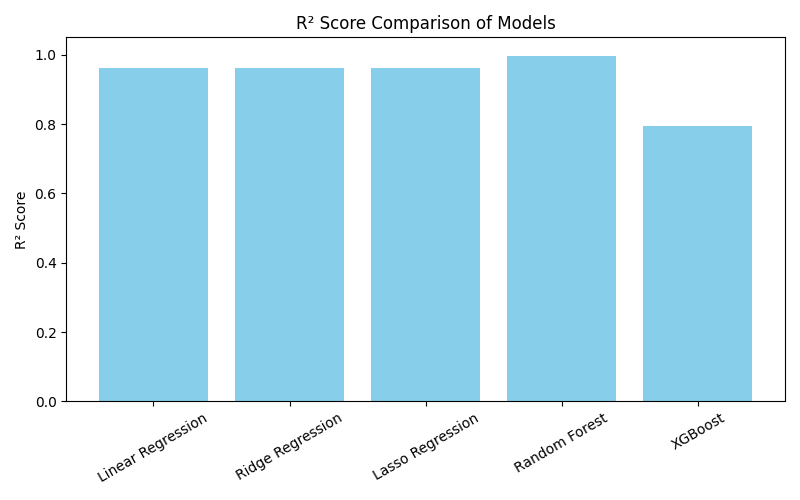 R² Score Comparison of Models
R² Score
1.0
0.8
0.6
0.4
0.2
0.0
Linear Regression
Ridge Regression
Lasso Regression
Random Forest
XGBoost